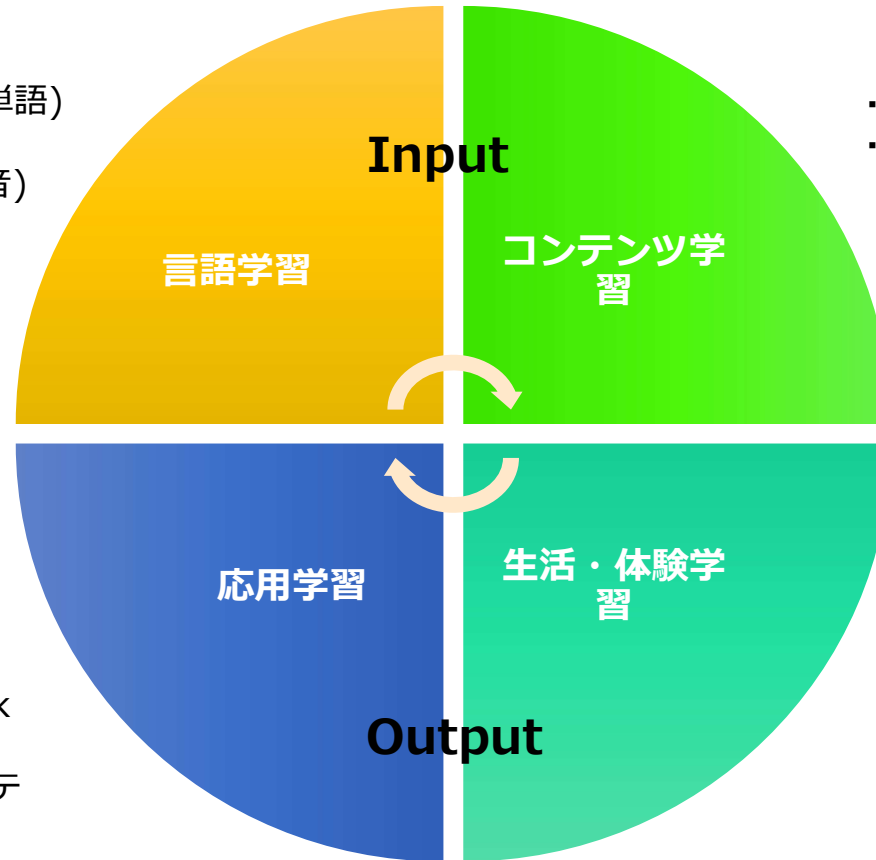 単語)
・
・
Input
音)
言語学習
コンテンツ学
習
応用学習
生活・体験学
習
Output
テ